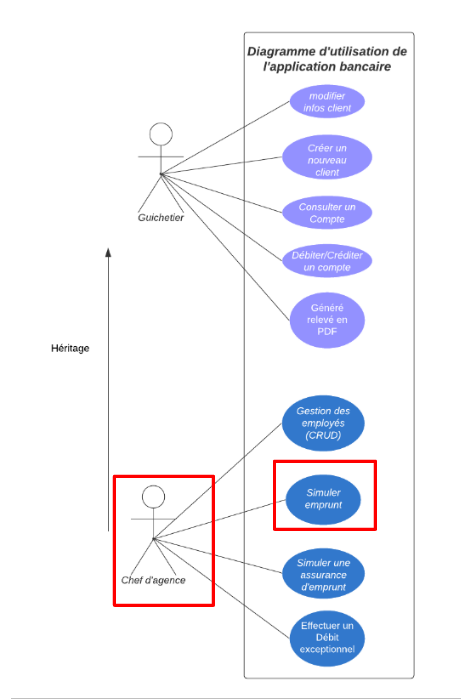 Diagramme d'utilisation de
l'application bancaire
modifier
infos client
Créer un
nouveau
client
Consulter un
Compte
Guichetier
Débiter/Créditer
un compte
Généré
relevé en
PDF
Héritage
Gestion des
employés
(CRUD)
Simuler
emprunt
Chef d'agence
Simuler une
assurance
d'emprunt
Effectuer un
Débit
exceptionnel